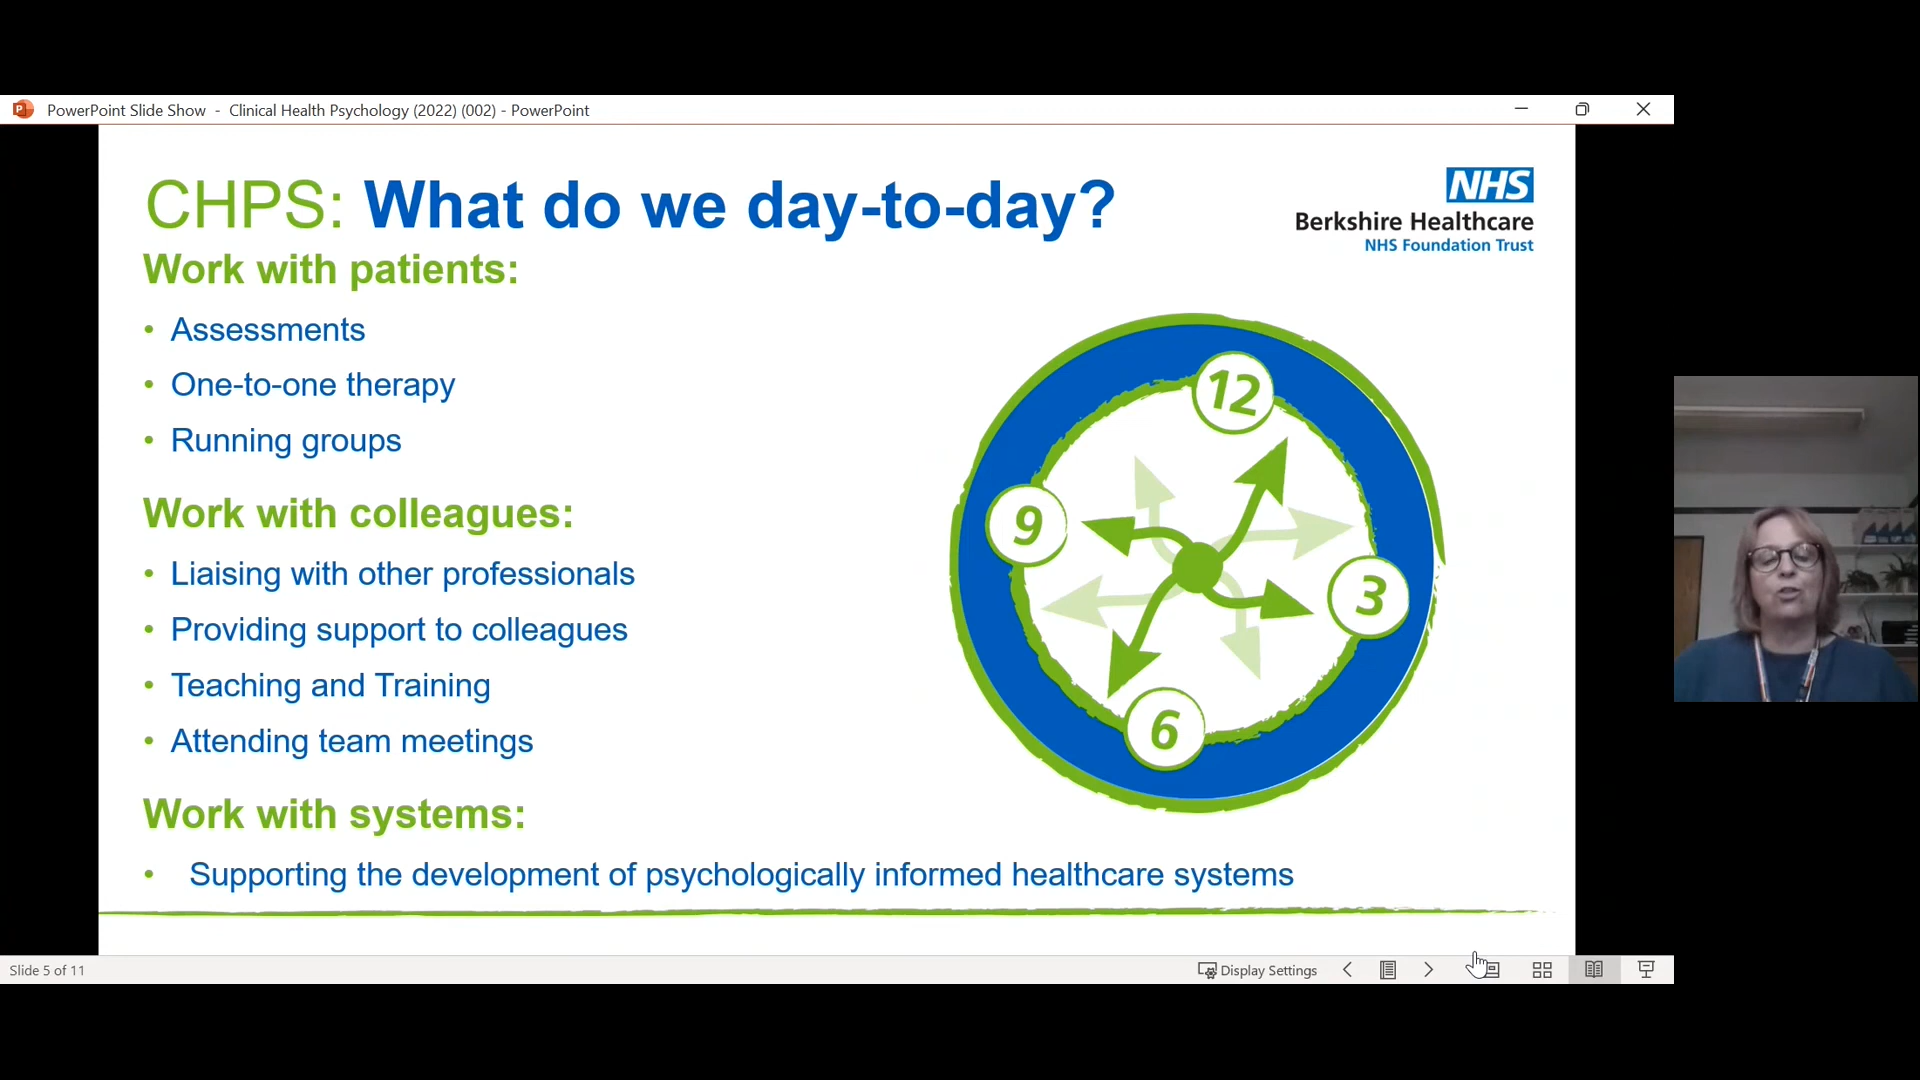 PowerPoint Slide Show - Clinical Health Psychology (2022) (002) - PowerPoint
CHPS: What do we day-to-day?
NHS
Berkshire Healthcare
NHS Foundation Trust
Work with patients:
• Assessments
• One-to-one therapy
• Running groups
Work with colleagues:
• Liaising with other professionals
• Providing support to colleagues
• Teaching and Training
• Attending team meetings
Work with systems:
• Supporting the development of psychologically informed healthcare systems
12
9
3
6
Slide 5 of 11
Display Settings